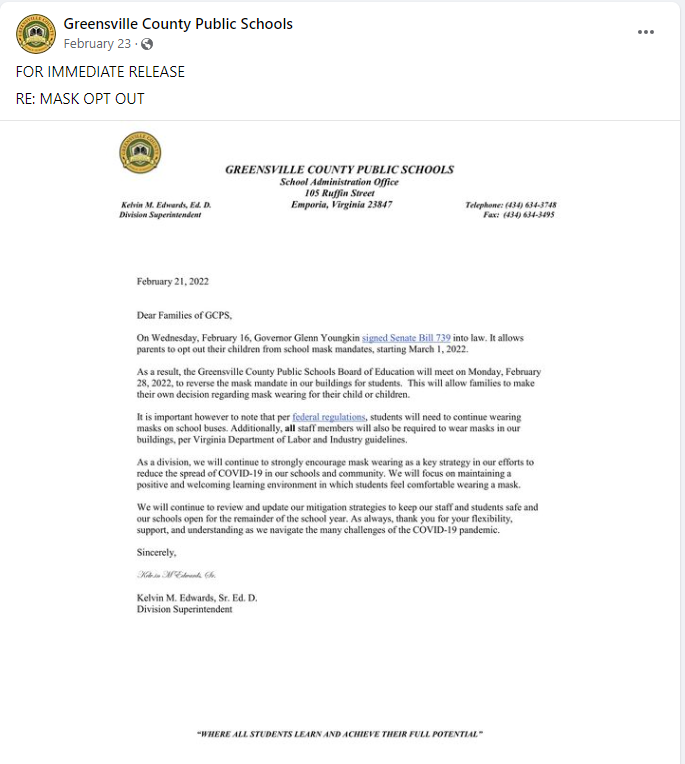 Greensville County Public Schools
February 23 ·
FOR IMMEDIATE RELEASE
RE: MASK OPT OUT
GREENSVILLE COUNTY PUBLIC SCHOOLS
School Administration Office
105 Ruffin Street
Emporia, Virginia 23847
Kelvin M. Edwards, Ed. D.
Division Superintendent
Telephone: (434) 634-3748
Fax: (434) 634-3495
February 21, 2022
Dear Families of GCPS,
On Wednesday, February 16, Governor Glenn Youngkin signed Senate Bill 739 into law. It allows
parents to opt out their children from school mask mandates, starting March 1, 2022.
As a result, the Greensville County Public Schools Board of Education will meet on Monday, February
28, 2022, to reverse the mask mandate in our buildings for students. This will allow families to make
their own decision regarding mask wearing for their child or children.
It is important however to note that per federal regulations, students will need to continue wearing
masks on school buses. Additionally, all staff members will also be required to wear masks in our
buildings, per Virginia Department of Labor and Industry guidelines.
As a division, we will continue to strongly encourage mask wearing as a key strategy in our efforts to
reduce the spread of COVID-19 in our schools and community. We will focus on maintaining a
positive and welcoming learning environment in which students feel comfortable wearing a mask.
We will continue to review and update our mitigation strategies to keep our staff and students safe and
our schools open for the remainder of the school year. As always, thank you for your flexibility,
support, and understanding as we navigate the many challenges of the COVID-19 pandemic.
Sincerely,
Kelvin M Edwards, Sr.
Kelvin M. Edwards, Sr. Ed. D.
Division Superintendent
"WHERE ALL STUDENTS LEARN AND ACHIEVE THEIR FULL POTENTIAL"